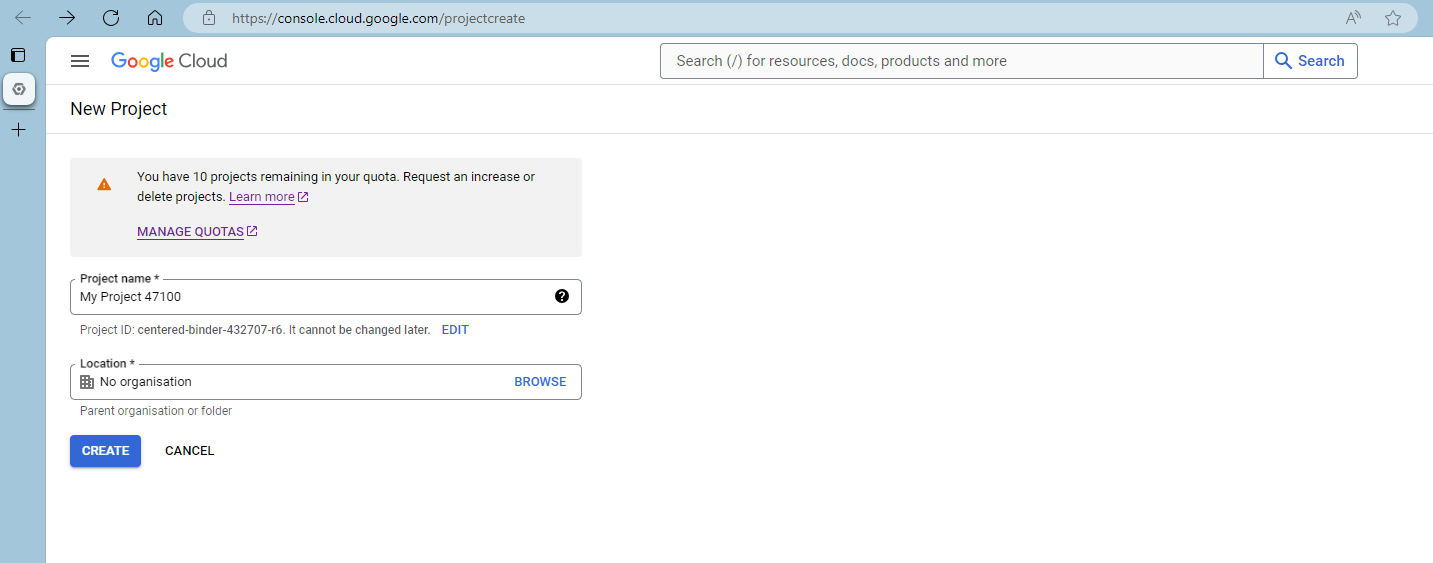 https://console.cloud.google.com/projectcreate
Google Cloud
Search (/) for resources, docs, products and more
Search
New Project
You have 10 projects remaining in your quota. Request an increase or
delete projects. Learn more
MANAGE QUOTAS
Project name *
My Project 47100
Project ID: centered-binder-432707-r6. It cannot be changed later. EDIT
Location *
No organisation BROWSE
Parent organisation or folder
CREATE CANCEL